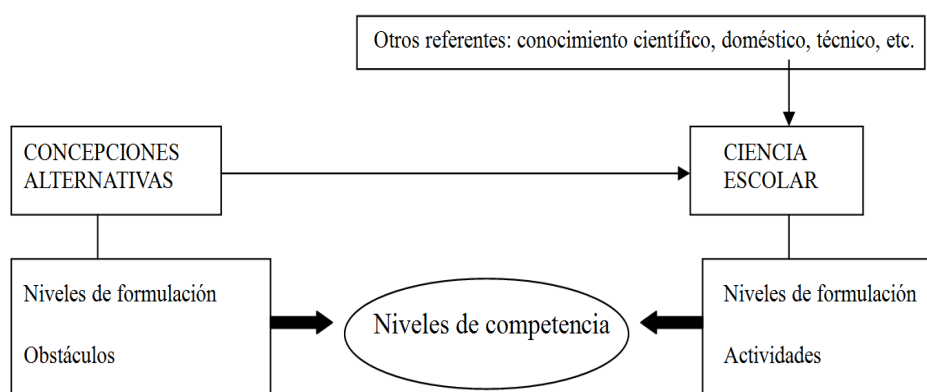 Otros referentes: conocimiento científico, doméstico, técnico, etc.
CONCEPCIONES
ALTERNATIVAS
CIENCIA
ESCOLAR
Niveles de formulación
Obstáculos
Niveles de competencia
Niveles de formulación
Actividades